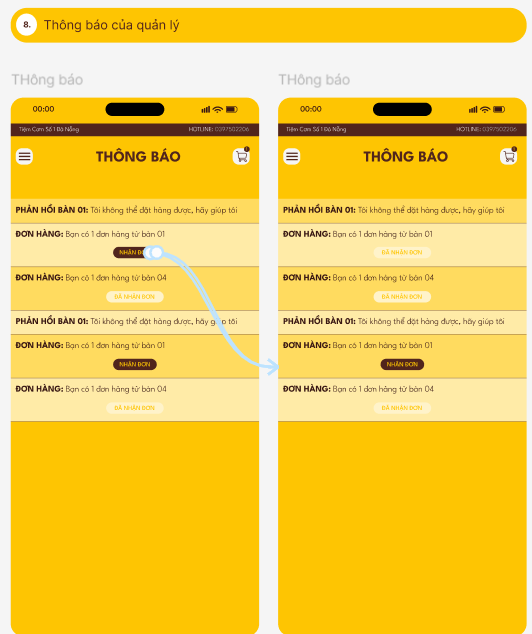 8. Thông báo của quản lý
THông báo
00:00
Tiệm Cơm Số 1 Đà Nẵng HOTLINE: 0397502206
THÔNG BÁO
PHẢN HỒI BÀN 01: Tôi không thể đặt hàng được, hãy giúp tôi
ĐƠN HÀNG: Bạn có 1 đơn hàng từ bàn 01
NHẬN ĐƠN
ĐƠN HÀNG: Bạn có 1 đơn hàng từ bàn 04
ĐÃ NHẬN ĐƠN
PHẢN HỒI BÀN 01: Tôi không thể đặt hàng được, hãy giúp tôi
ĐƠN HÀNG: Bạn có 1 đơn hàng từ bàn 01
NHẬN ĐƠN
ĐƠN HÀNG: Bạn có 1 đơn hàng từ bàn 04
ĐÃ NHẬN ĐƠN
THông báo
00:00
Tiệm Cơm Số 1 Đà Nẵng HOTLINE: 0397502206
THÔNG BÁO
PHẢN HỒI BÀN 01: Tôi không thể đặt hàng được, hãy giúp tôi
ĐƠN HÀNG: Bạn có 1 đơn hàng từ bàn 01
ĐÃ NHẬN ĐƠN
ĐƠN HÀNG: Bạn có 1 đơn hàng từ bàn 04
ĐÃ NHẬN ĐƠN
PHẢN HỒI BÀN 01: Tôi không thể đặt hàng được, hãy giúp tôi
ĐƠN HÀNG: Bạn có 1 đơn hàng từ bàn 01
NHẬN ĐƠN
ĐƠN HÀNG: Bạn có 1 đơn hàng từ bàn 04
ĐÃ NHẬN ĐƠN